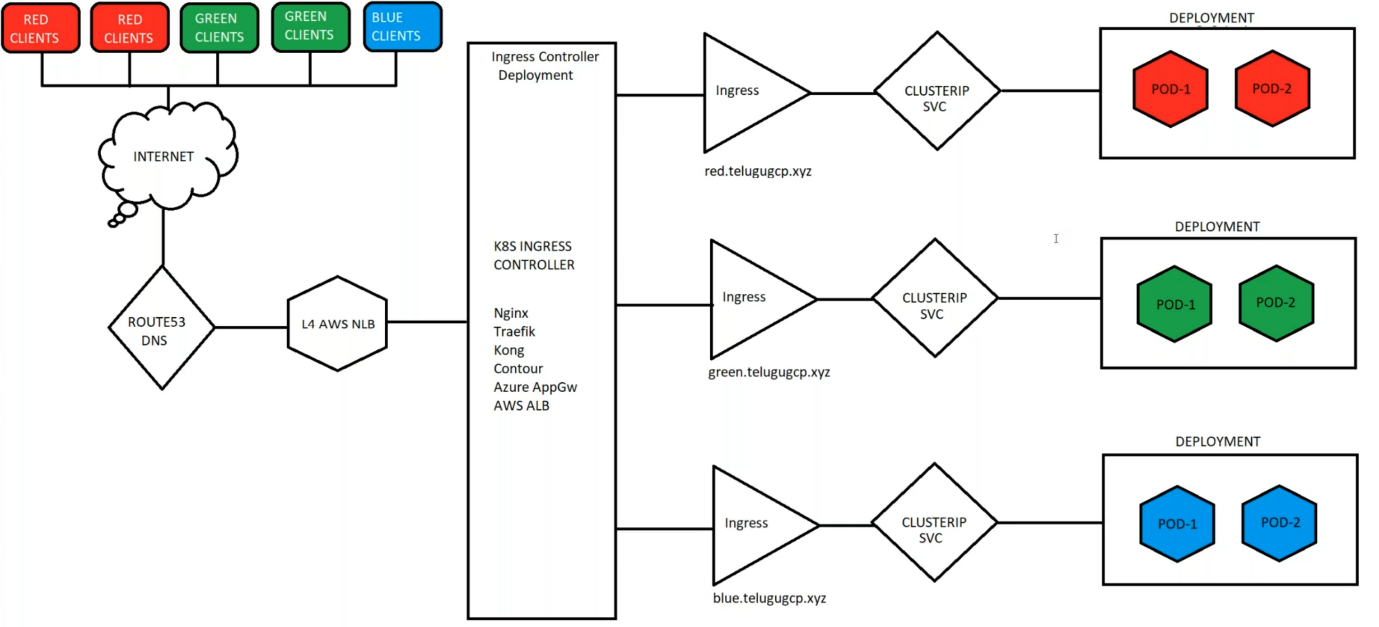 RED
CLIENTS
RED
CLIENTS
GREEN
CLIENTS
GREEN
CLIENTS
BLUE
CLIENTS
INTERNET
ROUTE53
DNS
L4 AWS NLB
Ingress Controller
Deployment
K8S INGRESS
CONTROLLER
Nginx
Traefik
Kong
Contour
Azure AppGw
AWS ALB
Ingress
red.telugugcp.xyz
CLUSTERIP
SVC
DEPLOYMENT
POD-1
POD-2
Ingress
green.telugugcp.xyz
CLUSTERIP
SVC
DEPLOYMENT
POD-1
POD-2
Ingress
blue.telugugcp.xyz
CLUSTERIP
SVC
DEPLOYMENT
POD-1
POD-2